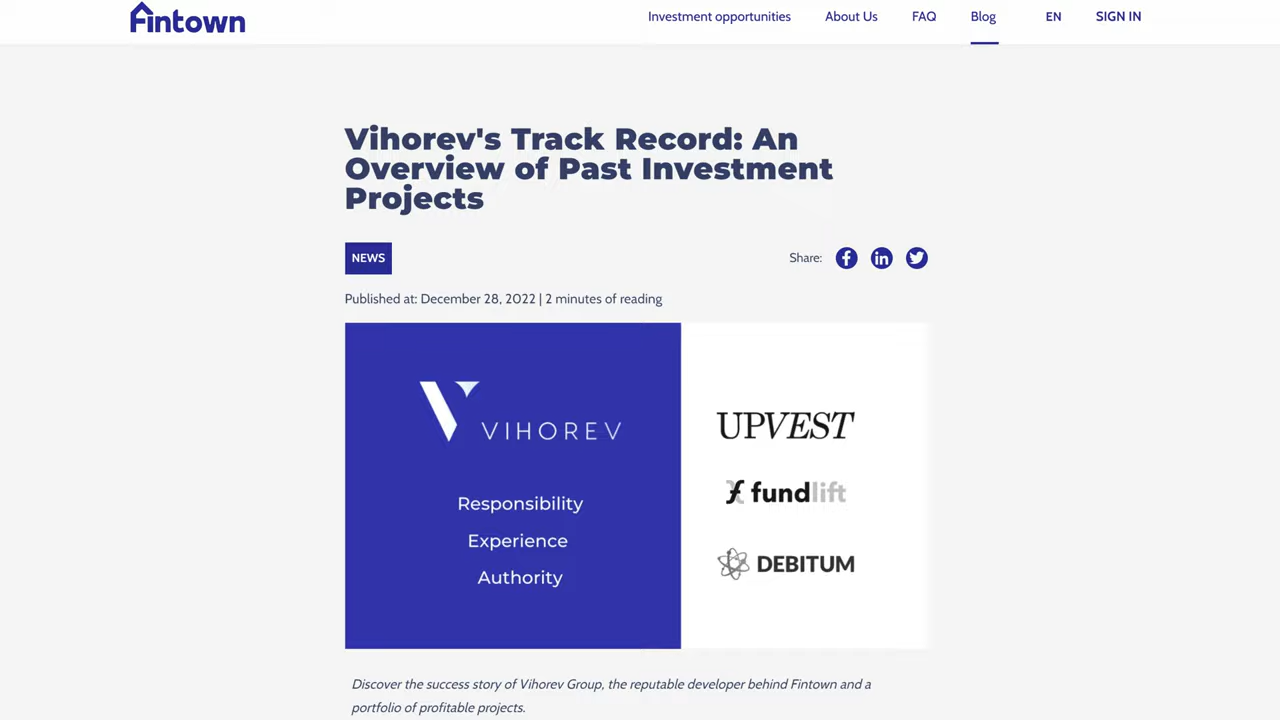 Fintown
Investment opportunities About Us FAQ Blog EN SIGN IN
Vihorev's Track Record: An
Overview of Past Investment
Projects
NEWS
Share:
Published at: December 28, 2022 | 2 minutes of reading
VIHOREV
Responsibility
Experience
Authority
UPVEST
fundlift
DEBITUM
Discover the success story of Vihorev Group, the reputable developer behind Fintown and a
portfolio of profitable projects.